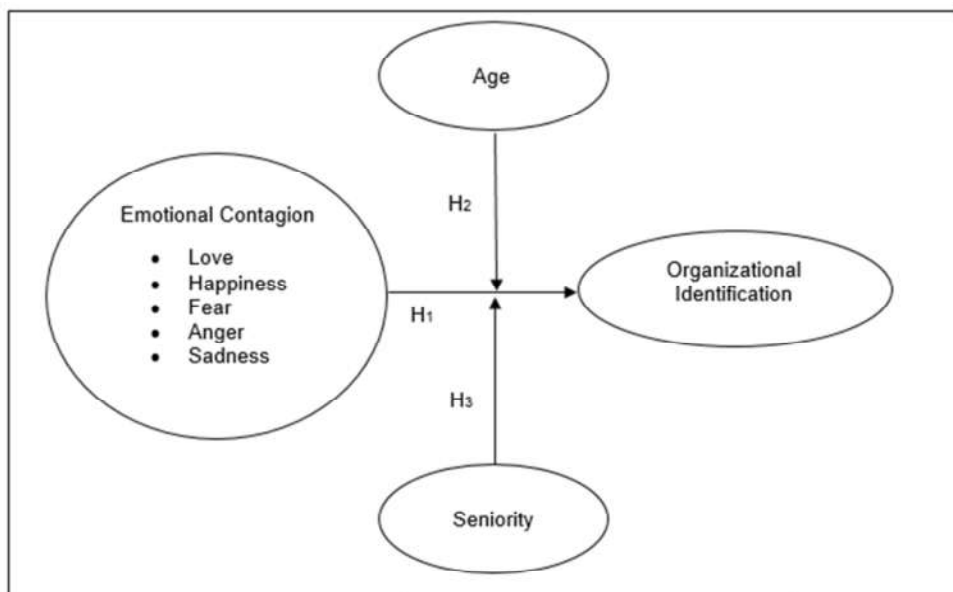 Age
H2
Emotional Contagion
• Love
• Happiness
• Fear
• Anger
• Sadness
H1
Organizational
Identification
H3
Seniority